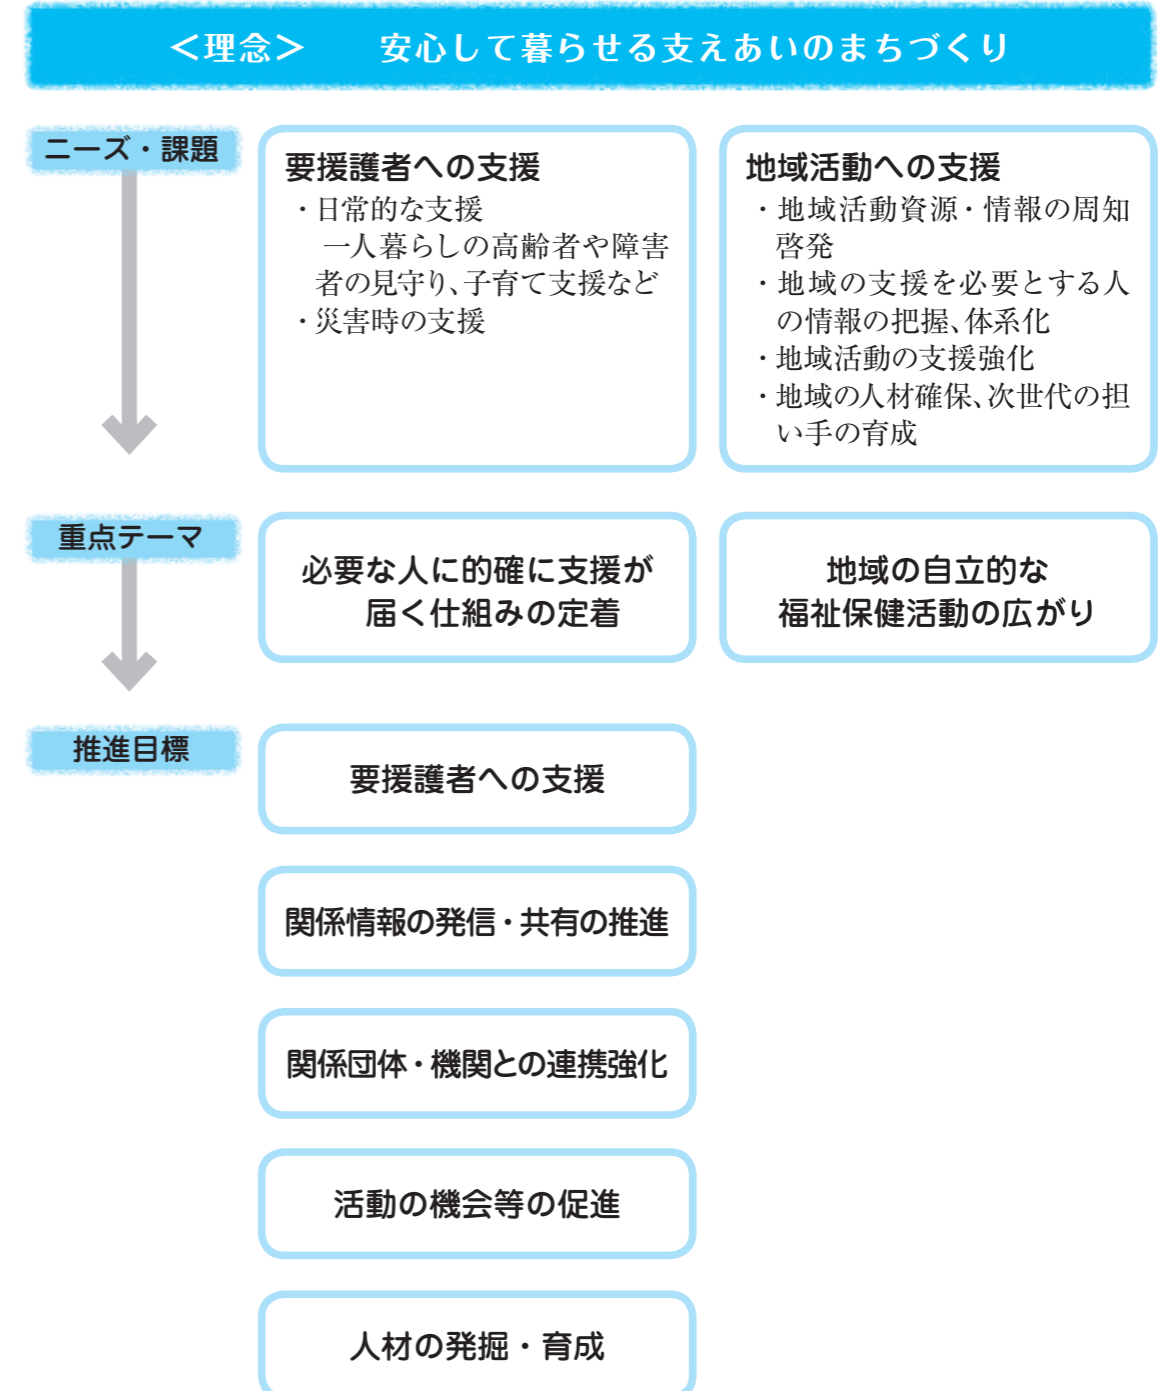 ＜理念＞　安心して暮らせる支えあいのまちづくり
ニーズ・課題
要援護者への支援
・日常的な支援
一人暮らしの高齢者や障害
者の見守り、子育て支援など
・災害時の支援
地域活動への支援
・地域活動資源・情報の周知
啓発
・地域の支援を必要とする人
の情報の把握、体系化
・地域活動の支援強化
・地域の人材確保、次世代の担
い手の育成
重点テーマ
必要な人に的確に支援が
届く仕組みの定着
地域の自立的な
福祉保健活動の広がり
推進目標
要援護者への支援
関係情報の発信・共有の推進
関係団体・機関との連携強化
活動の機会等の促進
人材の発掘・育成